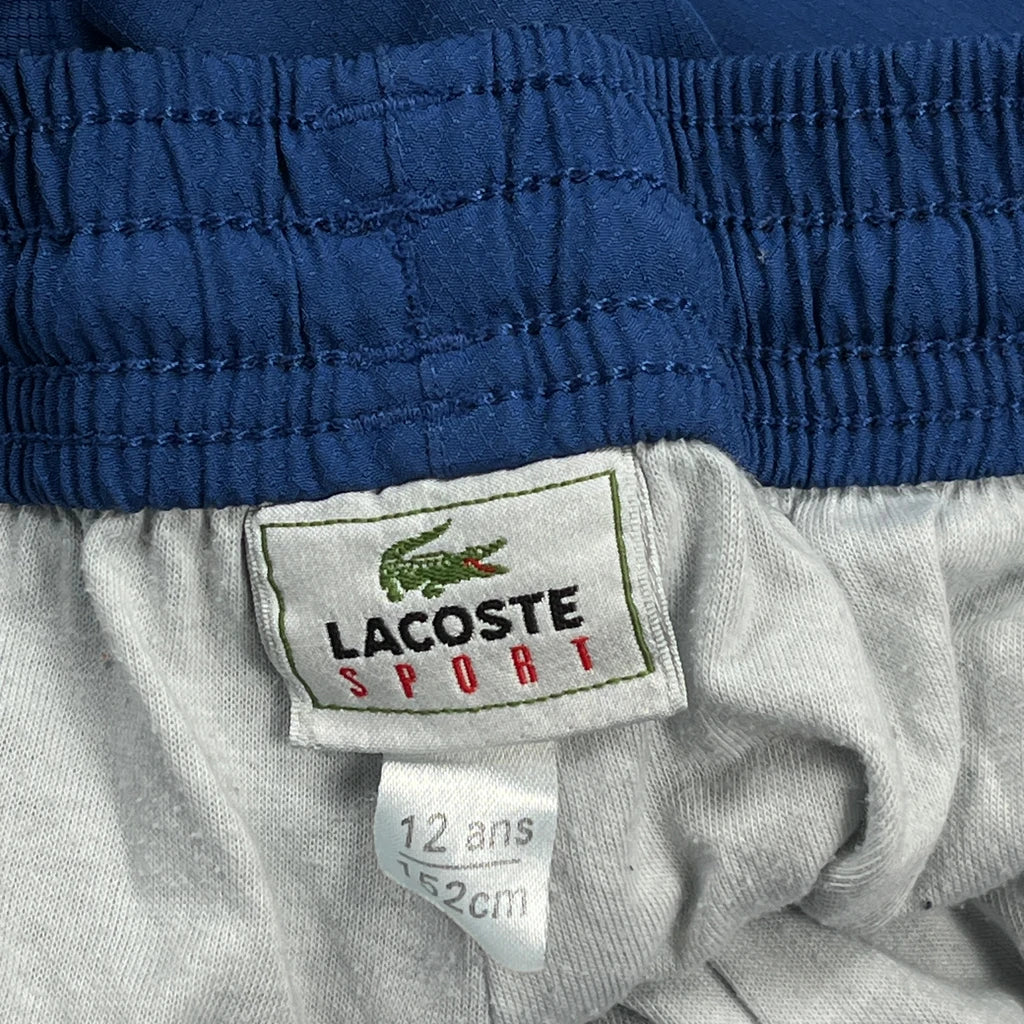 LACOSTE
SPORT
12 ans
152cm